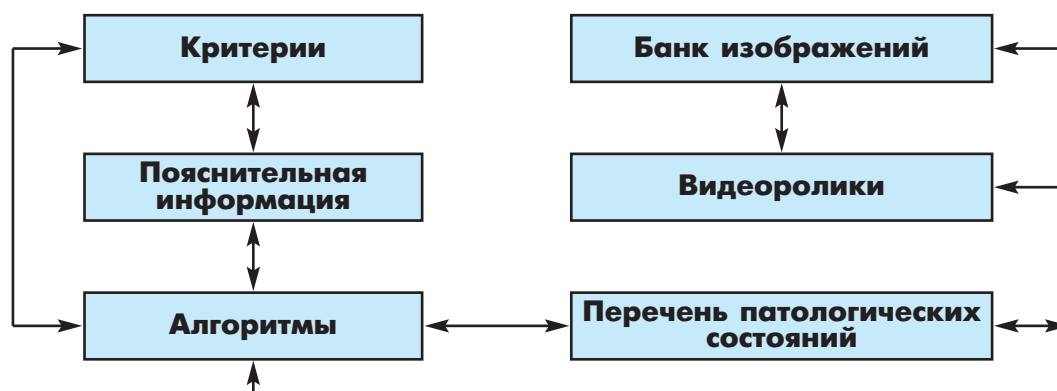 Критерии
Банк изображений
Пояснительная
информация
Видеоролики
Алгоритмы
Перечень патологических
состояний